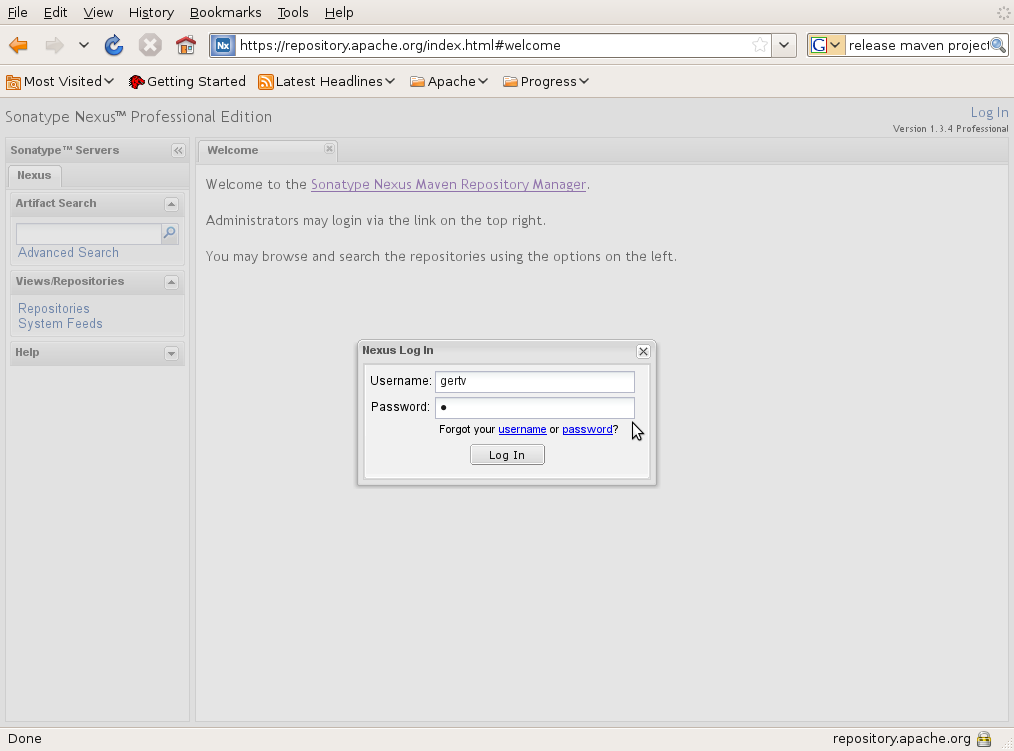 File Edit View History Bookmarks Tools Help
Nx https://repository.apache.org/index.html#welcome G release maven project
Most Visited Getting Started Latest Headlines Apache Progress
Sonatype Nexus™ Professional Edition
Log In
Version 1.3.4 Professional
Sonatype™ Servers
Nexus
Artifact Search
Advanced Search
Views/Repositories
Repositories
System Feeds
Help
Welcome
Welcome to the Sonatype Nexus Maven Repository Manager.
Administrators may login via the link on the top right.
You may browse and search the repositories using the options on the left.
Nexus Log In
Username: gertv
Password: ●
Forgot your username or password?
Log In
Done
repository.apache.org